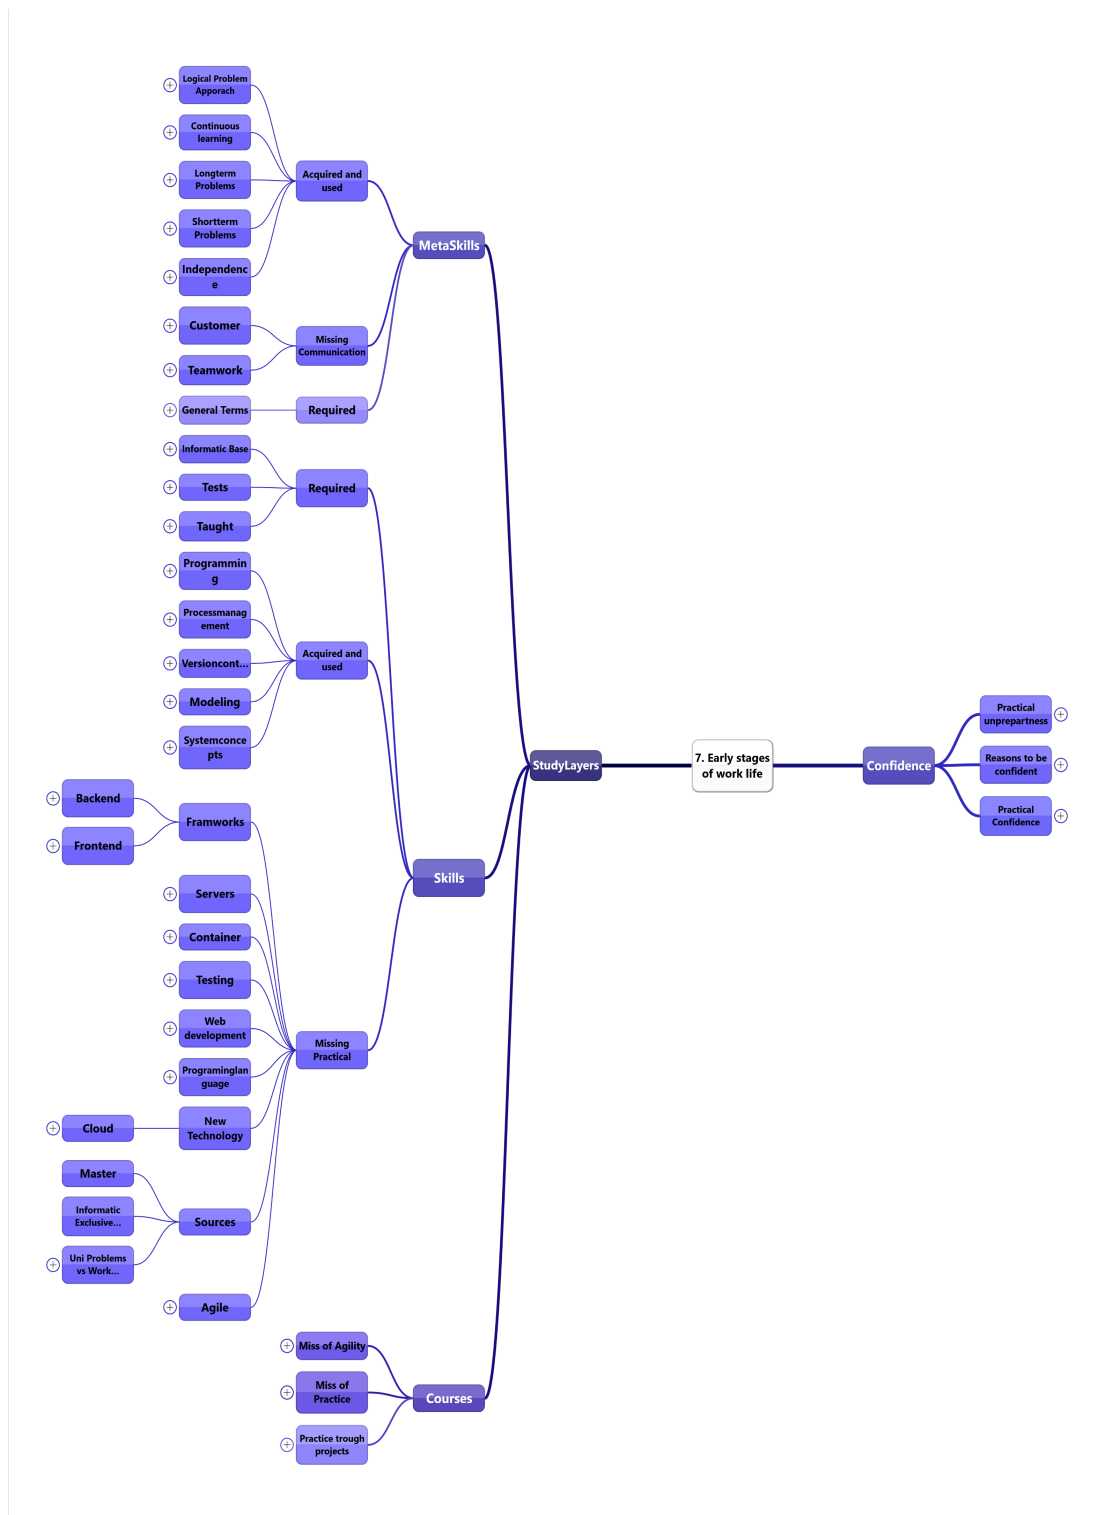 Logical Problem
Apporach
Continuous
learning
Longterm
Problems
Shortterm
Problems
Independenc
e
Acquired and
used
MetaSkills
Customer
Teamwork
Missing
Communication
General Terms
Required
Informatic Base
Tests
Taught
Required
Programmin
g
Processmanag
ement
Versioncont...
Modeling
Systemconce
pts
Acquired and
used
Backend
Frontend
Framworks
Servers
Container
Testing
Web
development
Programinglan
guage
Cloud
New
Technology
Master
Informatic
Exclusive...
Uni Problems
vs Work...
Sources
Agile
Missing
Practical
Skills
Miss of Agility
Miss of
Practice
Practice trough
projects
Courses
StudyLayers
7. Early stages
of work life
Confidence
Practical
unprepartness
Reasons to be
confident
Practical
Confidence